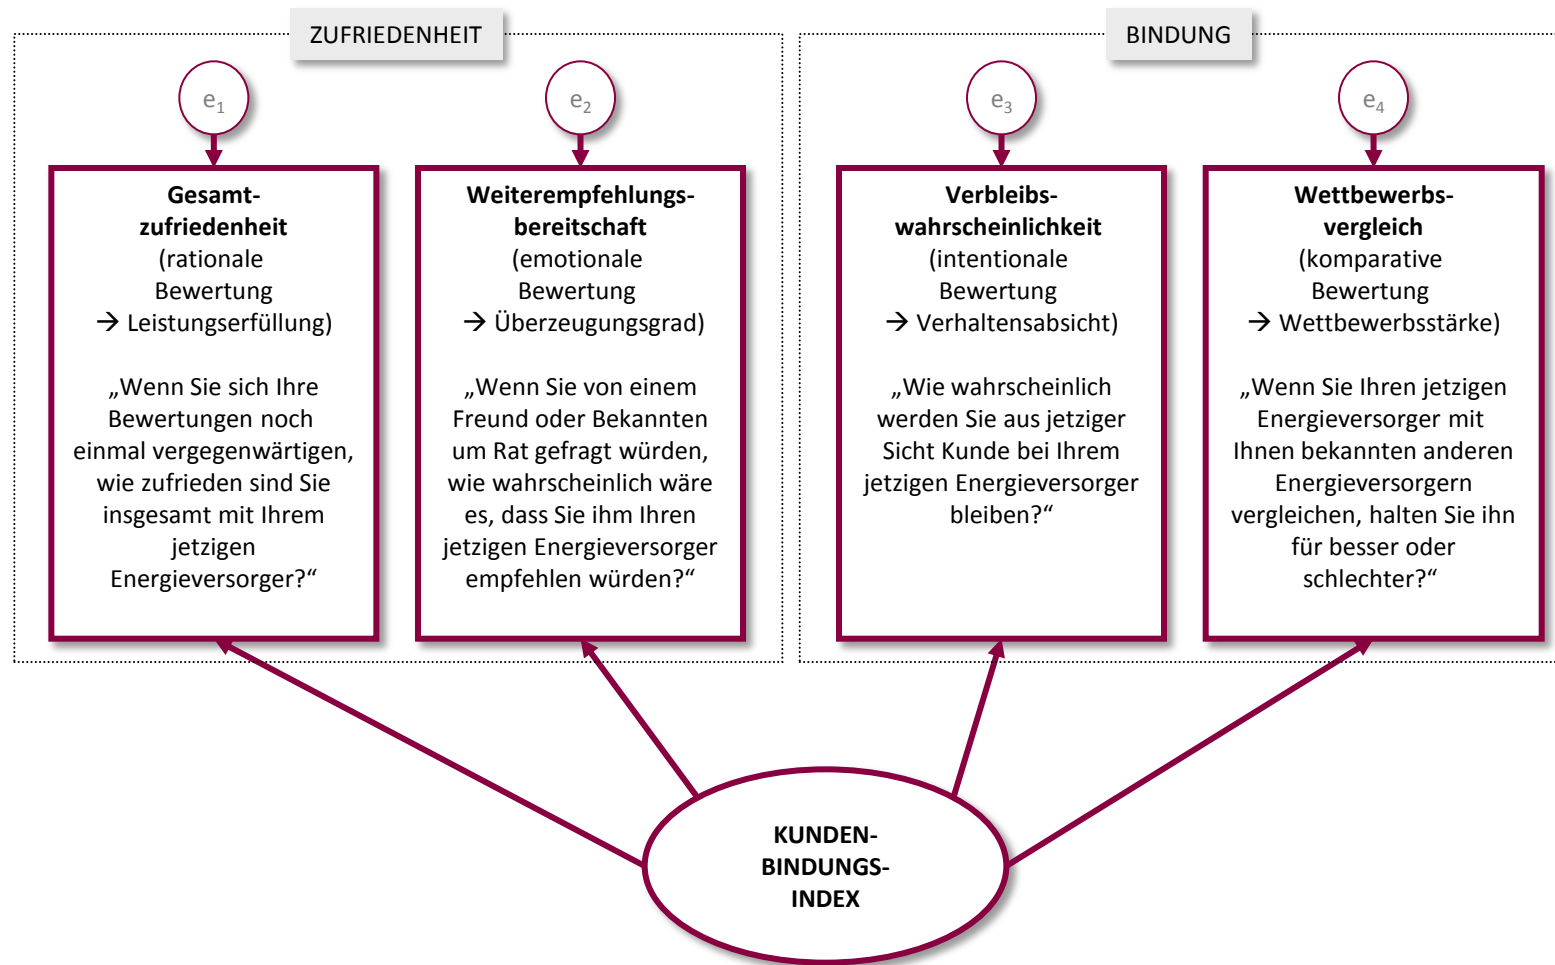 ZUFRIEDENHEIT
BINDUNG
e1
e2
e3
e4
Gesamt-
zufriedenheit
(rationale
Bewertung
→ Leistungserfüllung)
„Wenn Sie sich Ihre
Bewertungen noch
einmal vergegenwärtigen,
wie zufrieden sind Sie
insgesamt mit Ihrem
jetzigen
Energieversorger?“
Weiterempfehlungs-
bereitschaft
(emotionale
Bewertung
→ Überzeugungsgrad)
„Wenn Sie von einem
Freund oder Bekannten
um Rat gefragt würden,
wie wahrscheinlich wäre
es, dass Sie ihm Ihren
jetzigen Energieversorger
empfehlen würden?“
Verbleibs-
wahrscheinlichkeit
(intentionale
Bewertung
→ Verhaltensabsicht)
„Wie wahrscheinlich
werden Sie aus jetziger
Sicht Kunde bei Ihrem
jetzigen Energieversorger
bleiben?“
Wettbewerbs-
vergleich
(komparative
Bewertung
→ Wettbewerbsstärke)
„Wenn Sie Ihren jetzigen
Energieversorger mit
Ihnen bekannten anderen
Energieversorgern
vergleichen, halten Sie ihn
für besser oder
schlechter?“
KUNDEN-
BINDUNGS-
INDEX